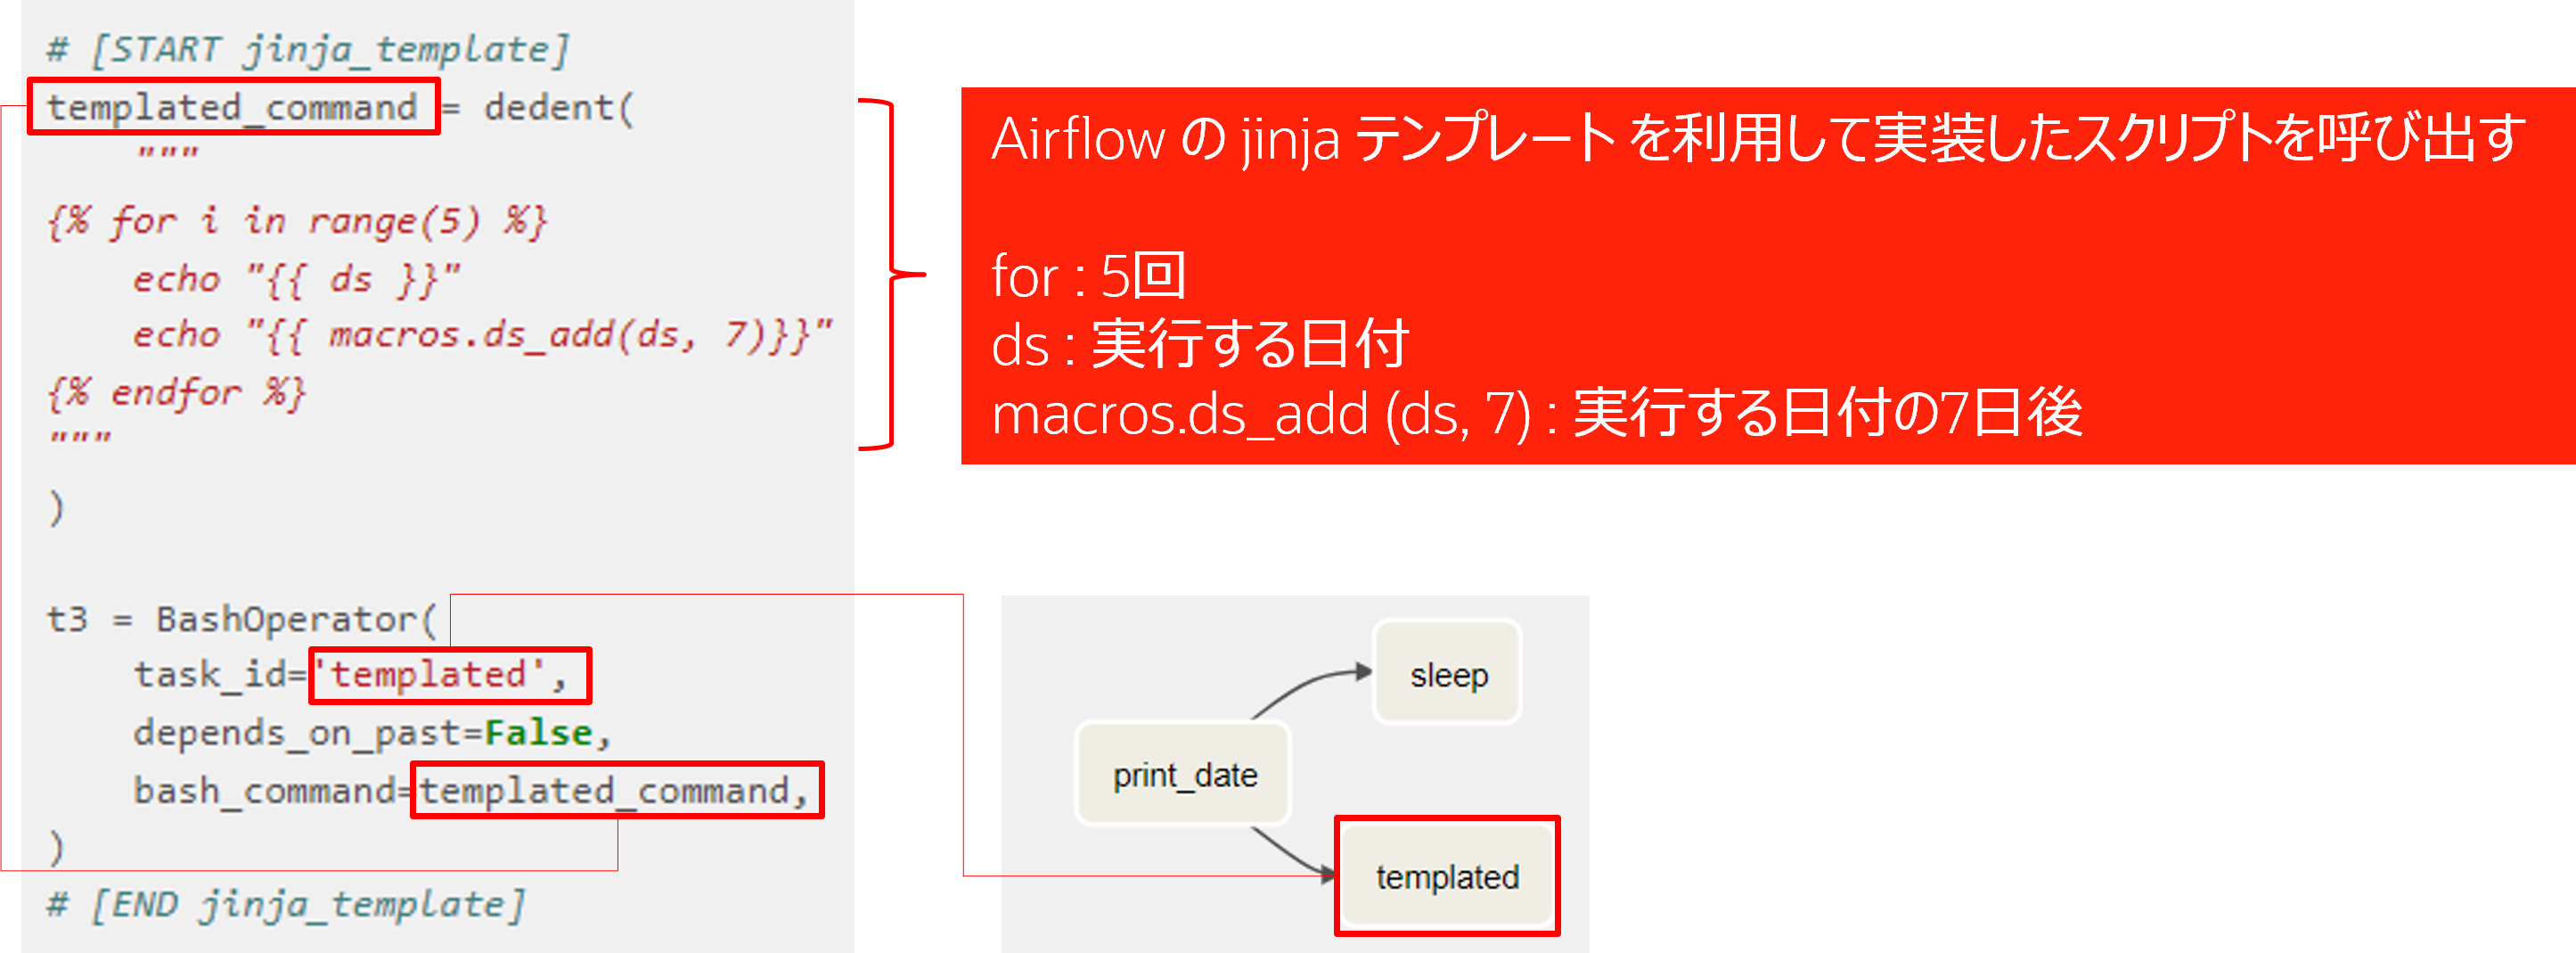 # [START jinja_template]
templated_command = dedent(
    """
{% for i in range(5) %}
    echo "{{ ds }}"
    echo "{{ macros.ds_add(ds, 7)}}"
{% endfor %}
"""
)
t3 = BashOperator(
    task_id='templated',
    depends_on_past=False,
    bash_command=templated_command,
)
# [END jinja_template]
Airflow の jinja テンプレート を利用して実装したスクリプトを呼び出す
for : 5回
ds : 実行する日付
macros.ds_add (ds, 7) : 実行する日付の7日後
sleep
print_date
templated